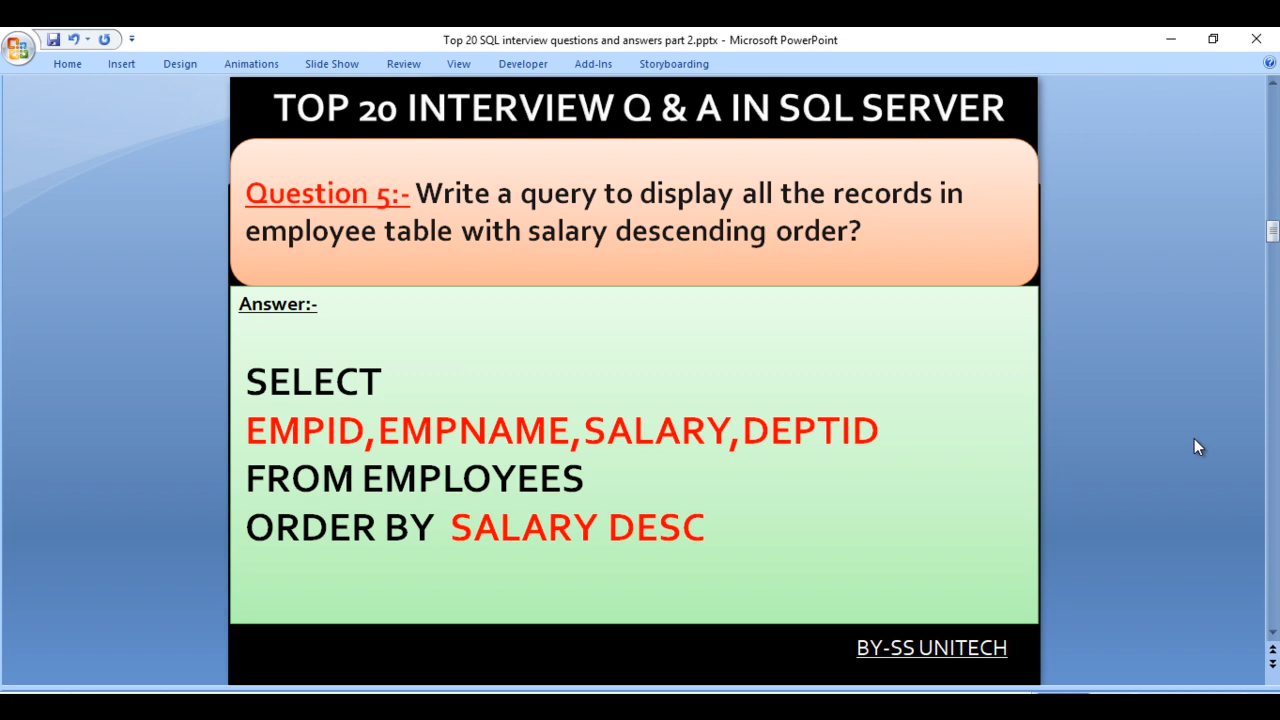 Top 20 SQL interview questions and answers part 2.pptx - Microsoft PowerPoint
Home Insert Design Animations Slide Show Review View Developer Add-Ins Storyboarding
TOP 20 INTERVIEW Q & A IN SQL SERVER
Question 5:- Write a query to display all the records in
employee table with salary descending order?
Answer:-
SELECT
EMPID,EMPNAME,SALARY,DEPTID
FROM EMPLOYEES
ORDER BY SALARY DESC
BY-SS UNITECH